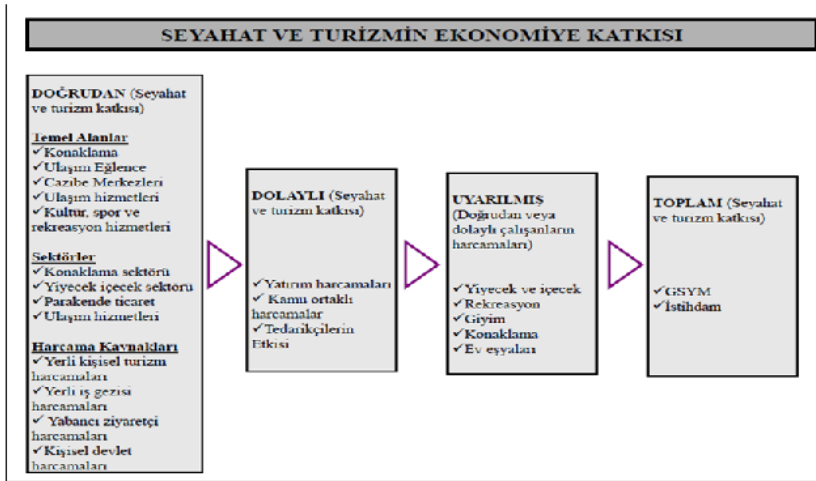 SEYAHAT VE TURİZMİN EKONOMİYE KATKISI
DOĞRUDAN (Seyahat
ve turizm katkısı)
Temel Alanlar
✓Konaklama
✓Ulaşım Eğlence
✓Cazibe Merkezleri
✓Ulaşım hizmetleri
✓Kültür, spor ve
rekreasyon hizmetleri
Sektörler
✓Konaklama sektörü
✓Yiyecek içecek sektörü
✓Parakende ticaret
✓Ulaşım hizmetleri
Harcama Kaynakları
✓Yerli kişisel turizm
harcamaları
✓Yerli iş gezisi
harcamaları
✓ Yabancı ziyaretçi
harcamaları
✓Kişisel devlet
harcamaları
DOLAYLI (Seyahat
ve turizm katkısı)
✓Yatırım harcamaları
✓ Kamu ortaklı
harcamalar
✓Tedarikçilerin
Etkisi
UYARILMIŞ
(Doğrudan veya
dolaylı çalışanların
harcamaları)
✓Yiyecek ve içecek
✓Rekreasyon
✓Giyim
✓Konaklama
✓Ev eşyaları
TOPLAM (Seyahat
ve turizm katkısı)
✓GSYM
✓İstihdam